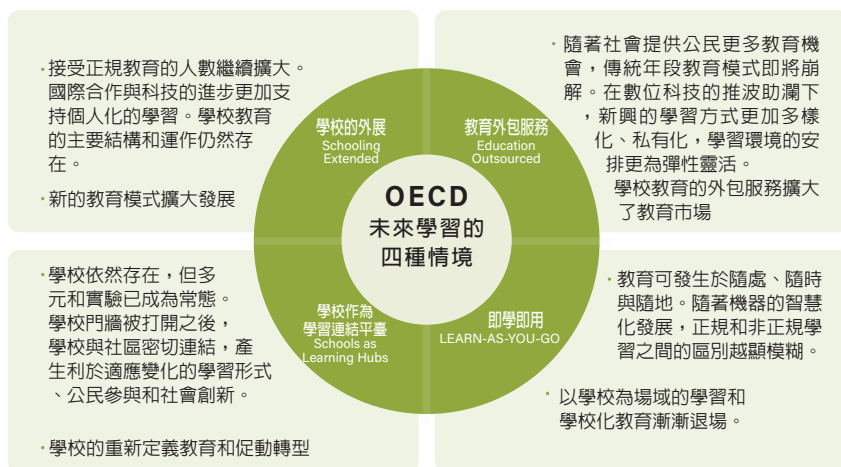 ·接受正規教育的人數繼續擴大。
國際合作與科技的進步更加支
持個人化的學習。學校教育
的主要結構和運作仍然存
在。
·新的教育模式擴大發展
·隨著社會提供公民更多教育機
會，傳統年段教育模式即將崩
解。在數位科技的推波助瀾下
，新興的學習方式更加多樣
化、私有化，學習環境的安
排更為彈性靈活。
學校教育的外包服務擴大
了教育市場
學校的外展
Schooling
Extended
教育外包服務
Education
Outsourced
OECD
未來學習的
四種情境
學校作為
學習連結平臺
Schools as
Learning Hubs
即學即用
LEARN-AS-YOU-GO
·學校依然存在，但多
元和實驗已成為常態。
學校門牆被打開之後，
學校與社區密切連結，產
生利於適應變化的學習形式
、公民參與和社會創新。
·學校的重新定義教育和促動轉型
·教育可發生於隨處、隨時
與隨地。隨著機器的智慧
化發展，正規和非正規學
習之間的區別越顯模糊。
·以學校為場域的學習和
學校化教育漸漸退場。